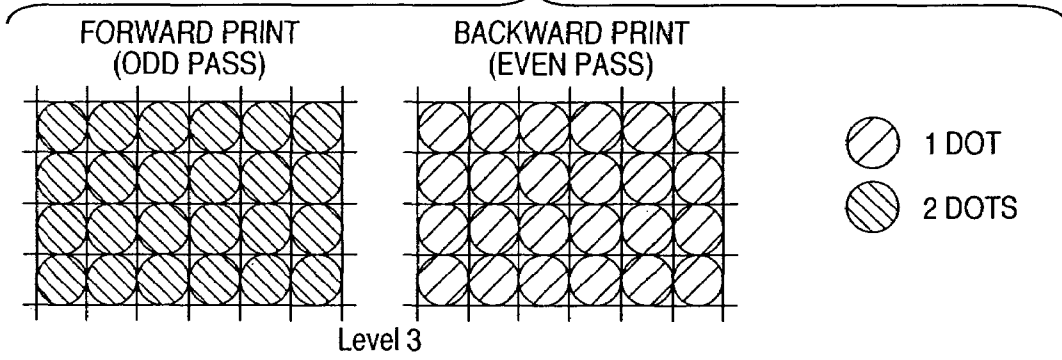 FORWARD PRINT
(ODD PASS)
BACKWARD PRINT
(EVEN PASS)
1 DOT
2 DOTS
Level 3